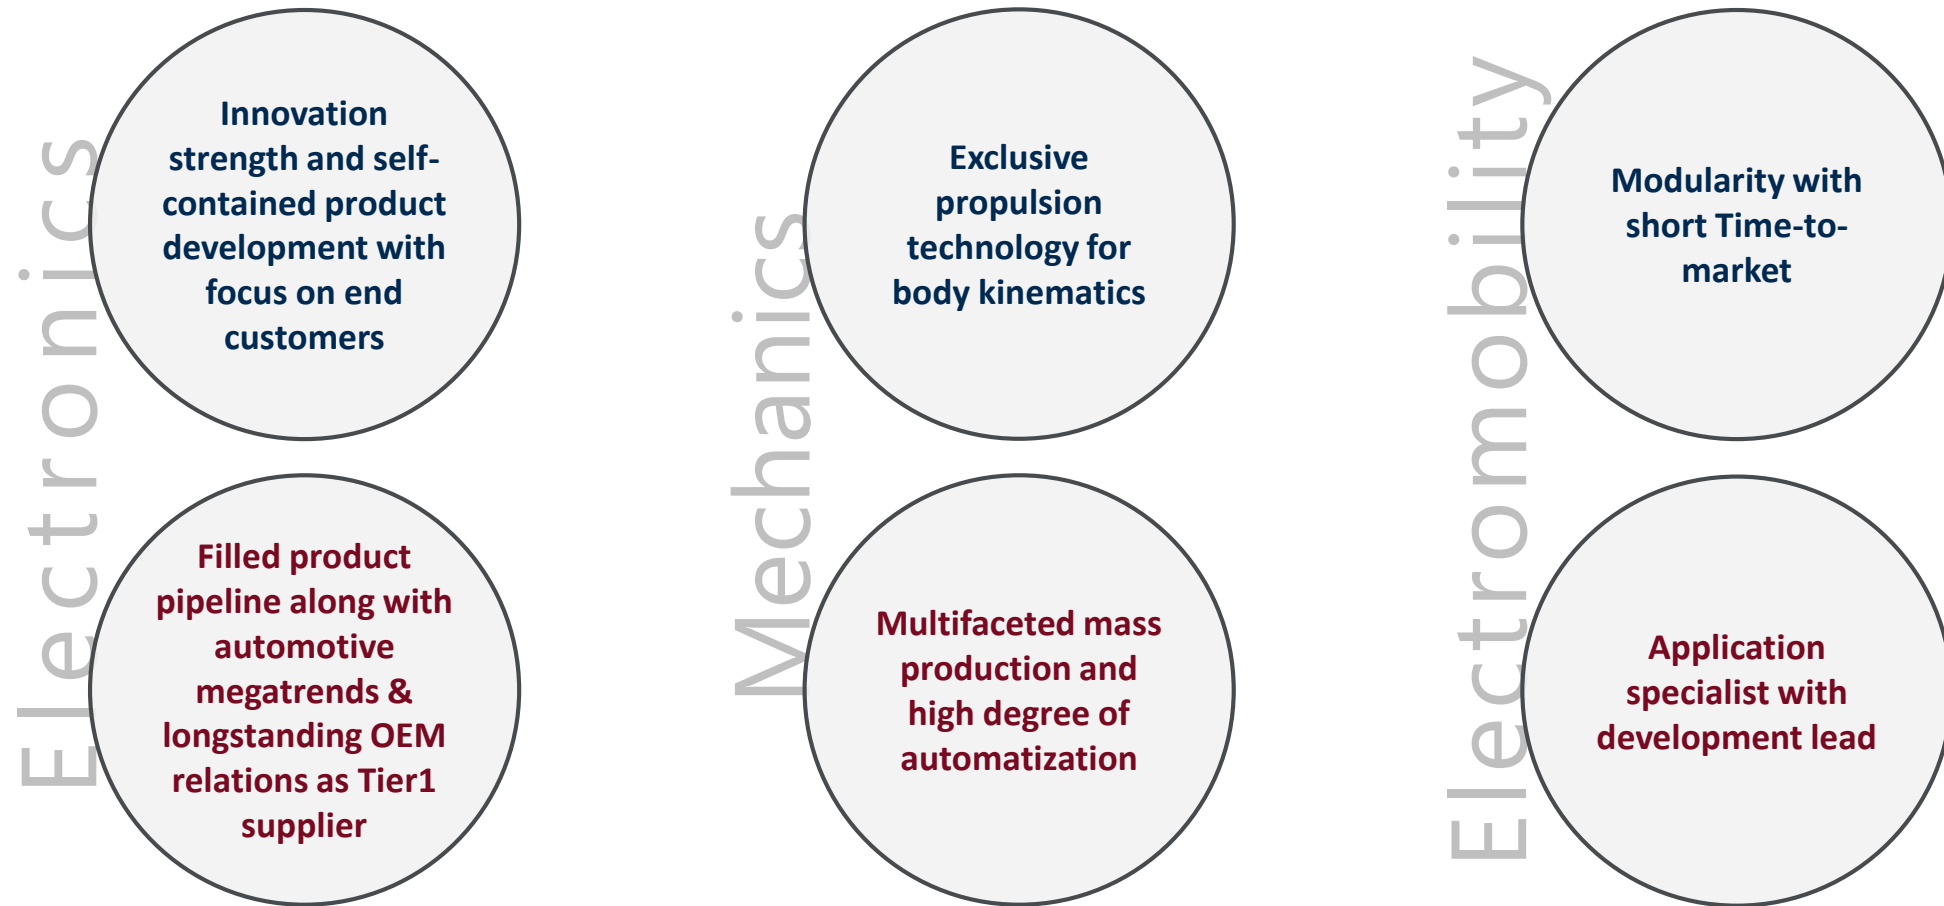 Electronics
Innovation
strength and self-
contained product
development with
focus on end
customers
Filled product
pipeline along with
automotive
megatrends &
longstanding OEM
relations as Tier1
supplier
Mechanics
Exclusive
propulsion
technology for
body kinematics
Multifaceted mass
production and
high degree of
automatization
Electromobility
Modularity with
short Time-to-
market
Application
specialist with
development lead